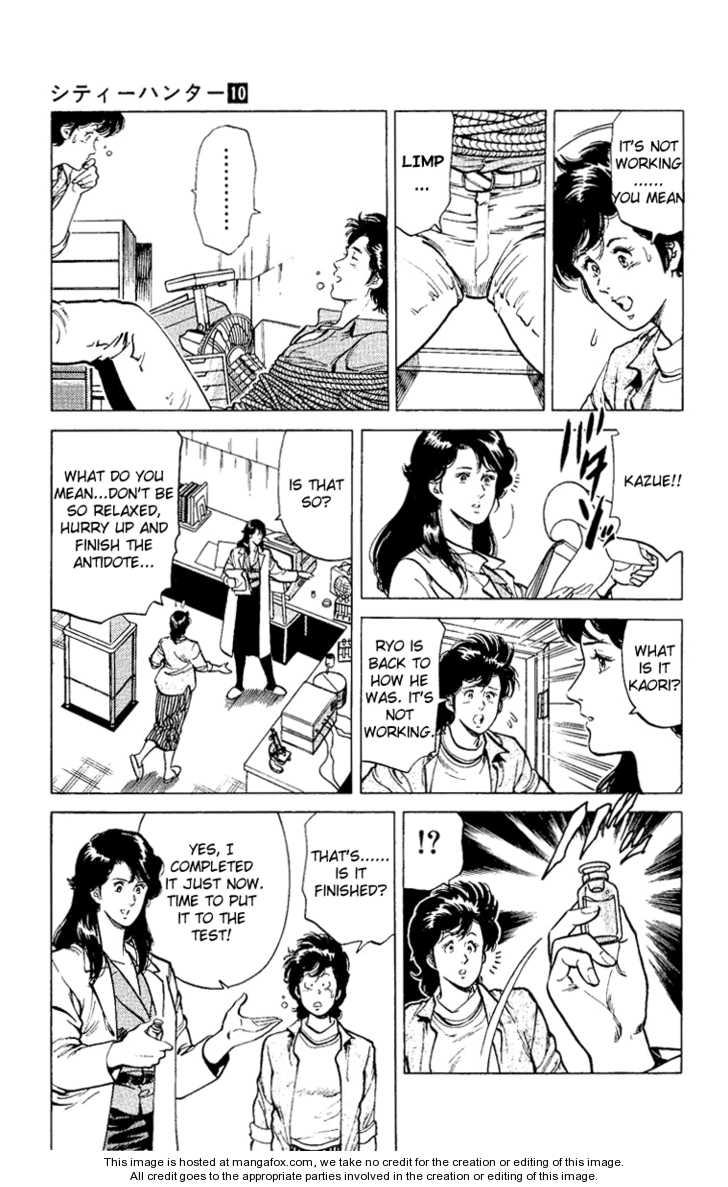 シティーハンター10
IT'S NOT
WORKING
......
YOU MEAN
LIMP
...
.........
KAZUE!!
バタン
WHAT
IS IT
KAORI?
RYO IS
BACK TO
HOW HE
WAS. IT'S
NOT
WORKING.
IS THAT
SO?
WHAT DO YOU
MEAN...DON'T BE
SO RELAXED,
HURRY UP AND
FINISH THE
ANTIDOTE...
!?
THAT'S......
IS IT
FINISHED?
YES, I
COMPLETED
IT JUST NOW.
TIME TO PUT
IT TO THE
TEST!
This image is hosted at mangafox.com, we take no credit for the creation or editing of this image.
All credit goes to the appropriate parties involved in the creation or editing of this image.